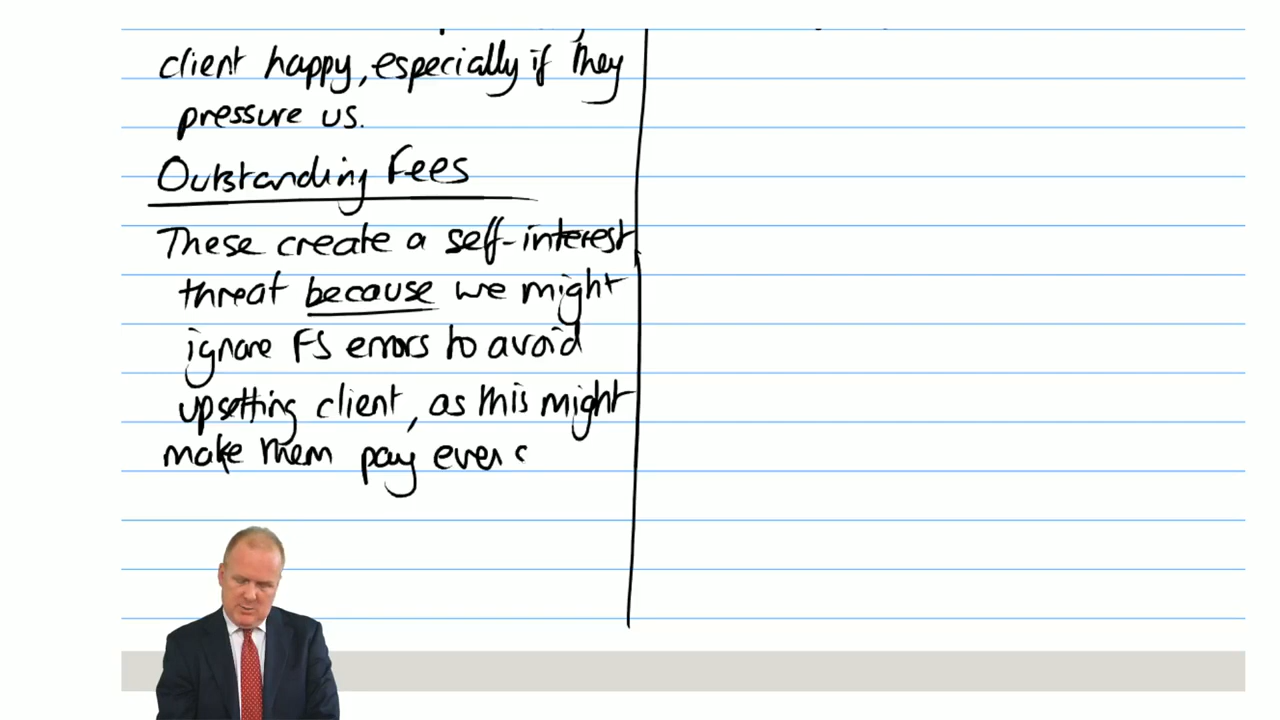 client happy, especially if they
pressure us.
Outstanding Fees
These create a self-interest
threat because we might
ignore FS errors to avoid
upsetting client, as this might
make them pay even